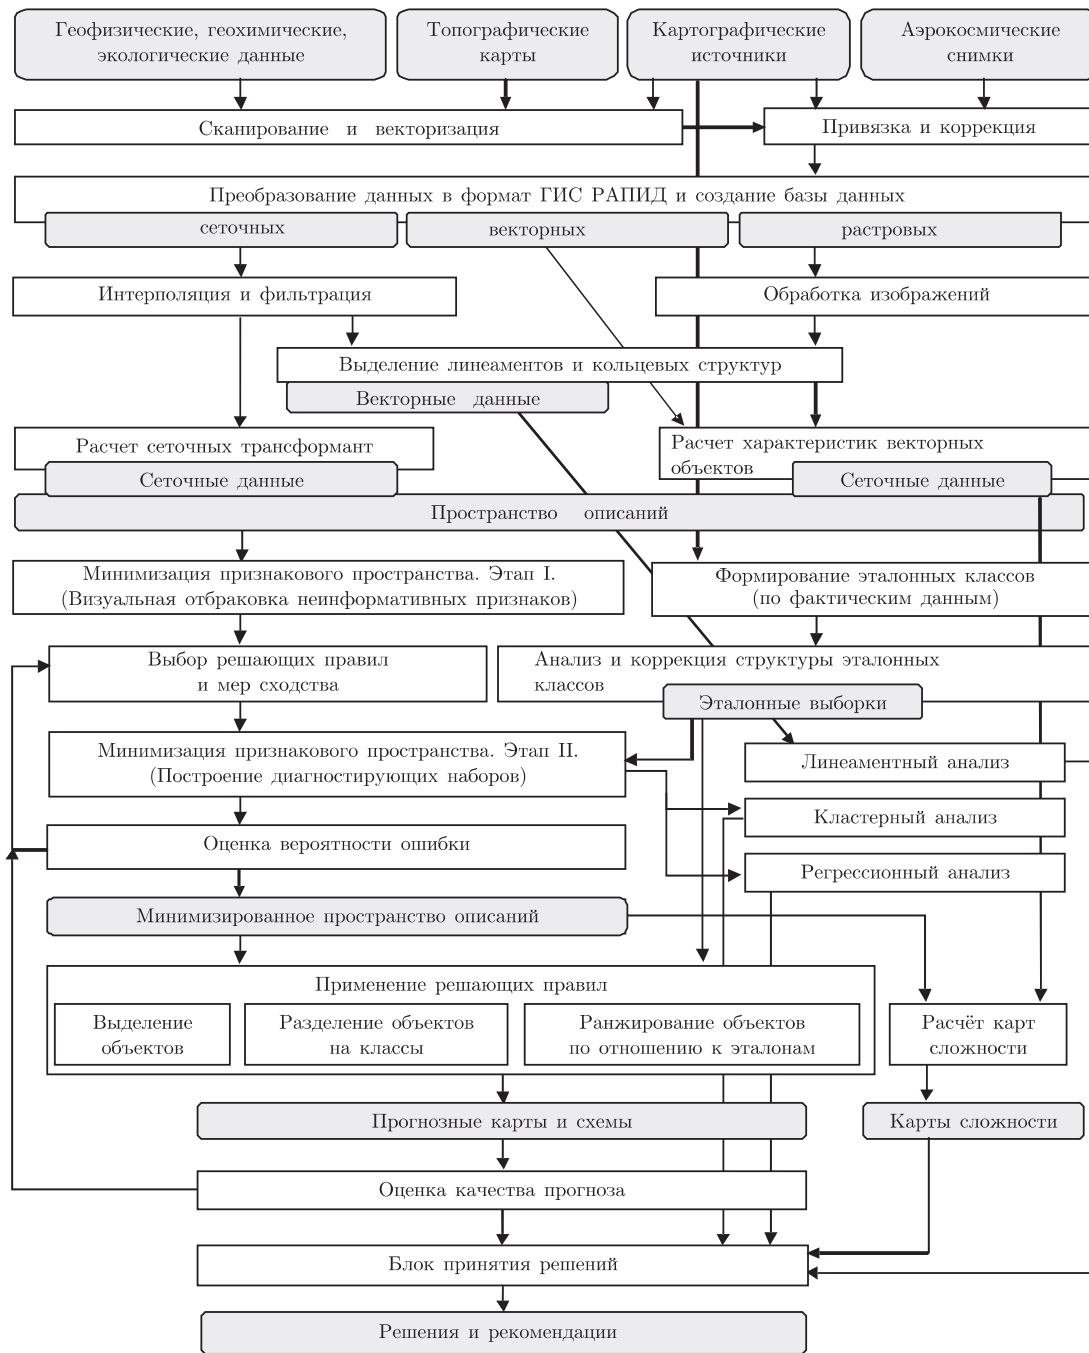 Геофизические, геохимические,
экологические данные
Топографические
карты
Картографические
источники
Аэрокосмические
снимки
Сканирование и векторизация
Привязка и коррекция
Преобразование данных в формат ГИС РАПИД и создание базы данных
сеточных
векторных
растровых
Интерполяция и фильтрация
Обработка изображений
Выделение линеаментов и кольцевых структур
Векторные данные
Расчет сеточных трансформант
Расчет характеристик векторных
объектов
Сеточные данные
Сеточные данные
Пространство описаний
Минимизация признакового пространства. Этап I.
(Визуальная отбраковка неинформативных признаков)
Формирование эталонных классов
(по фактическим данным)
Выбор решающих правил
и мер сходства
Анализ и коррекция структуры эталонных
классов
Эталонные выборки
Минимизация признакового пространства. Этап II.
(Построение диагностирующих наборов)
Линеаментный анализ
Кластерный анализ
Оценка вероятности ошибки
Регрессионный анализ
Минимизированное пространство описаний
Применение решающих правил
Выделение
объектов
Разделение объектов
на классы
Ранжирование объектов
по отношению к эталонам
Расчёт карт
сложности
Прогнозные карты и схемы
Карты сложности
Оценка качества прогноза
Блок принятия решений
Решения и рекомендации